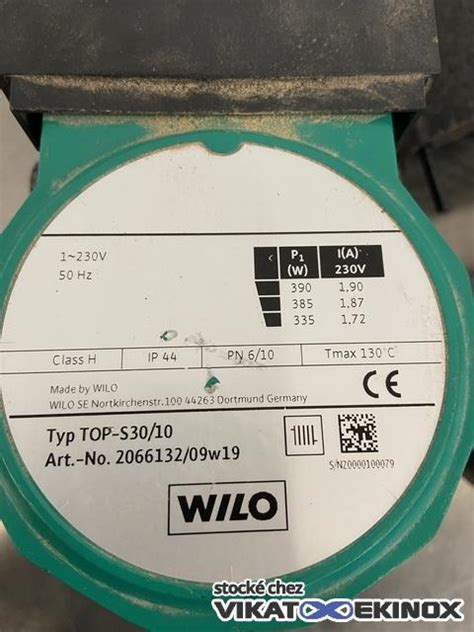 1~230V
50 Hz
P1 (W) I(A) 230V
390 1,90
385 1,87
335 1,72
Class H IP 44 PN 6/10 Tmax 130°C
Made by WILO
WILO SE Nortkirchenstr.100 44263 Dortmund Germany
CE
Typ TOP-S30/10
Art.-No. 2066132/09w19
S/N20000100079
WILO
stocké chez
VIKAT EKINOX